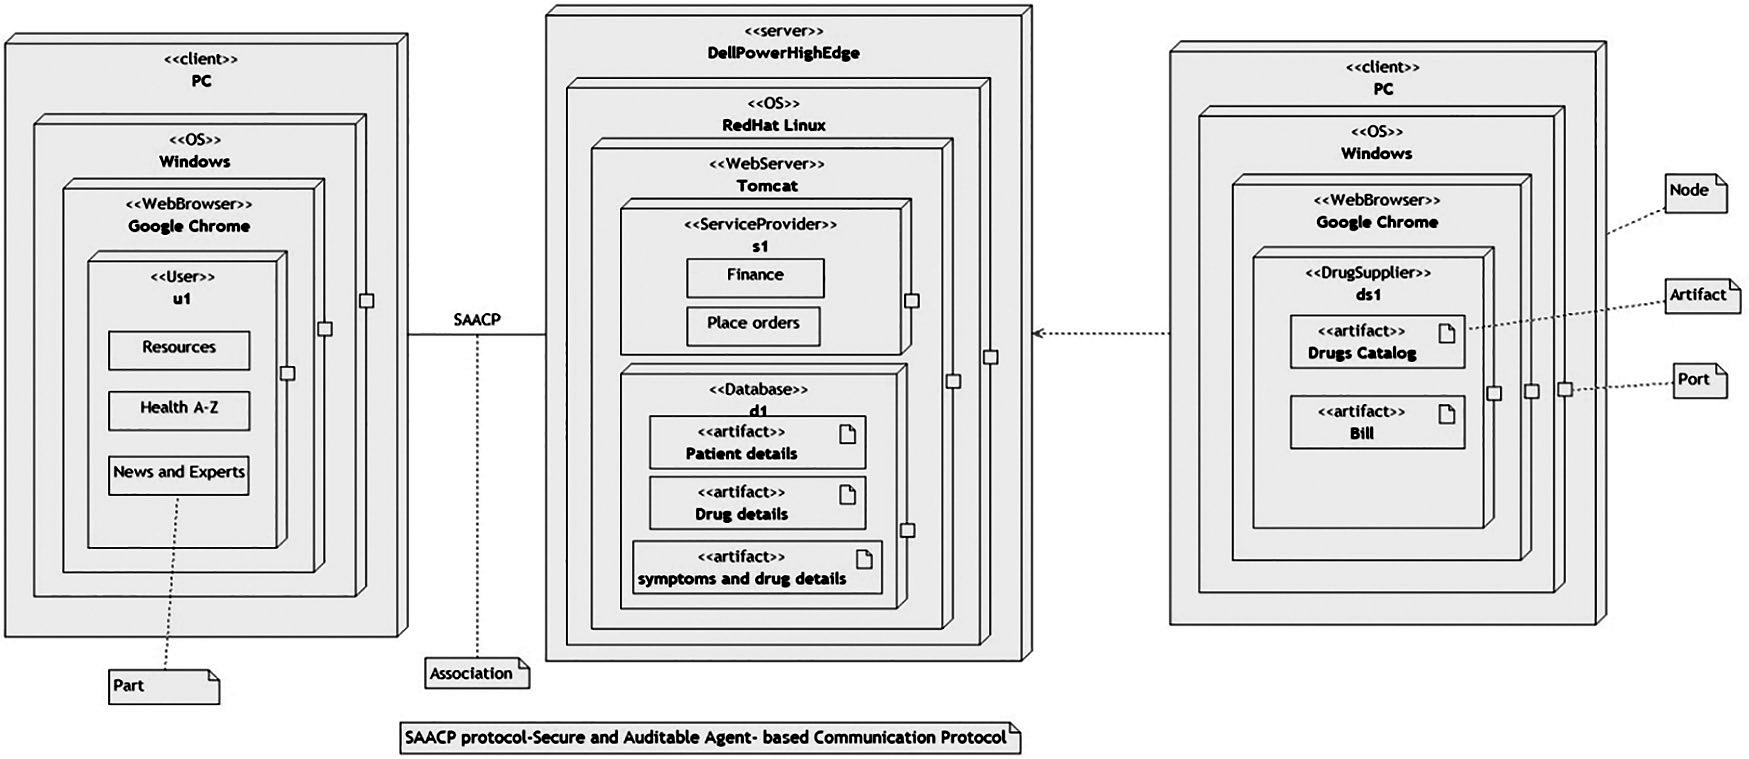 <<client>>
PC
<<OS>>
Windows
<<WebBrowser>>
Google Chrome
<<User>>
u1
Resources
Health A-Z
News and Experts
Part
SAACP
Association
<<server>>
DellPowerHighEdge
<<OS>>
RedHat Linux
<<WebServer>>
Tomcat
<<ServiceProvider>>
s1
Finance
Place orders
<<Database>>
d1
<<artifact>>
Patient details
<<artifact>>
Drug details
<<artifact>>
symptoms and drug details
<<client>>
PC
<<OS>>
Windows
<<WebBrowser>>
Google Chrome
<<DrugSupplier>>
ds1
<<artifact>>
Drugs Catalog
<<artifact>>
Bill
Node
Artifact
Port
SAACP protocol-Secure and Auditable Agent- based Communication Protocol